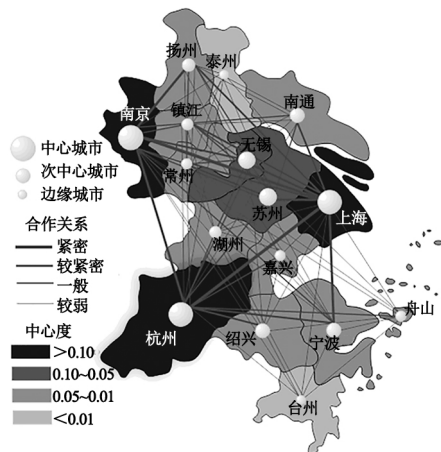 扬州
泰州
南京
镇江
南通
无锡
常州
苏州
上海
湖州
嘉兴
杭州
绍兴
宁波
舟山
台州
中心城市
次中心城市
边缘城市
合作关系
紧密
较紧密
一般
较弱
中心度
>0.10
0.10~0.05
0.05~0.01
<0.01